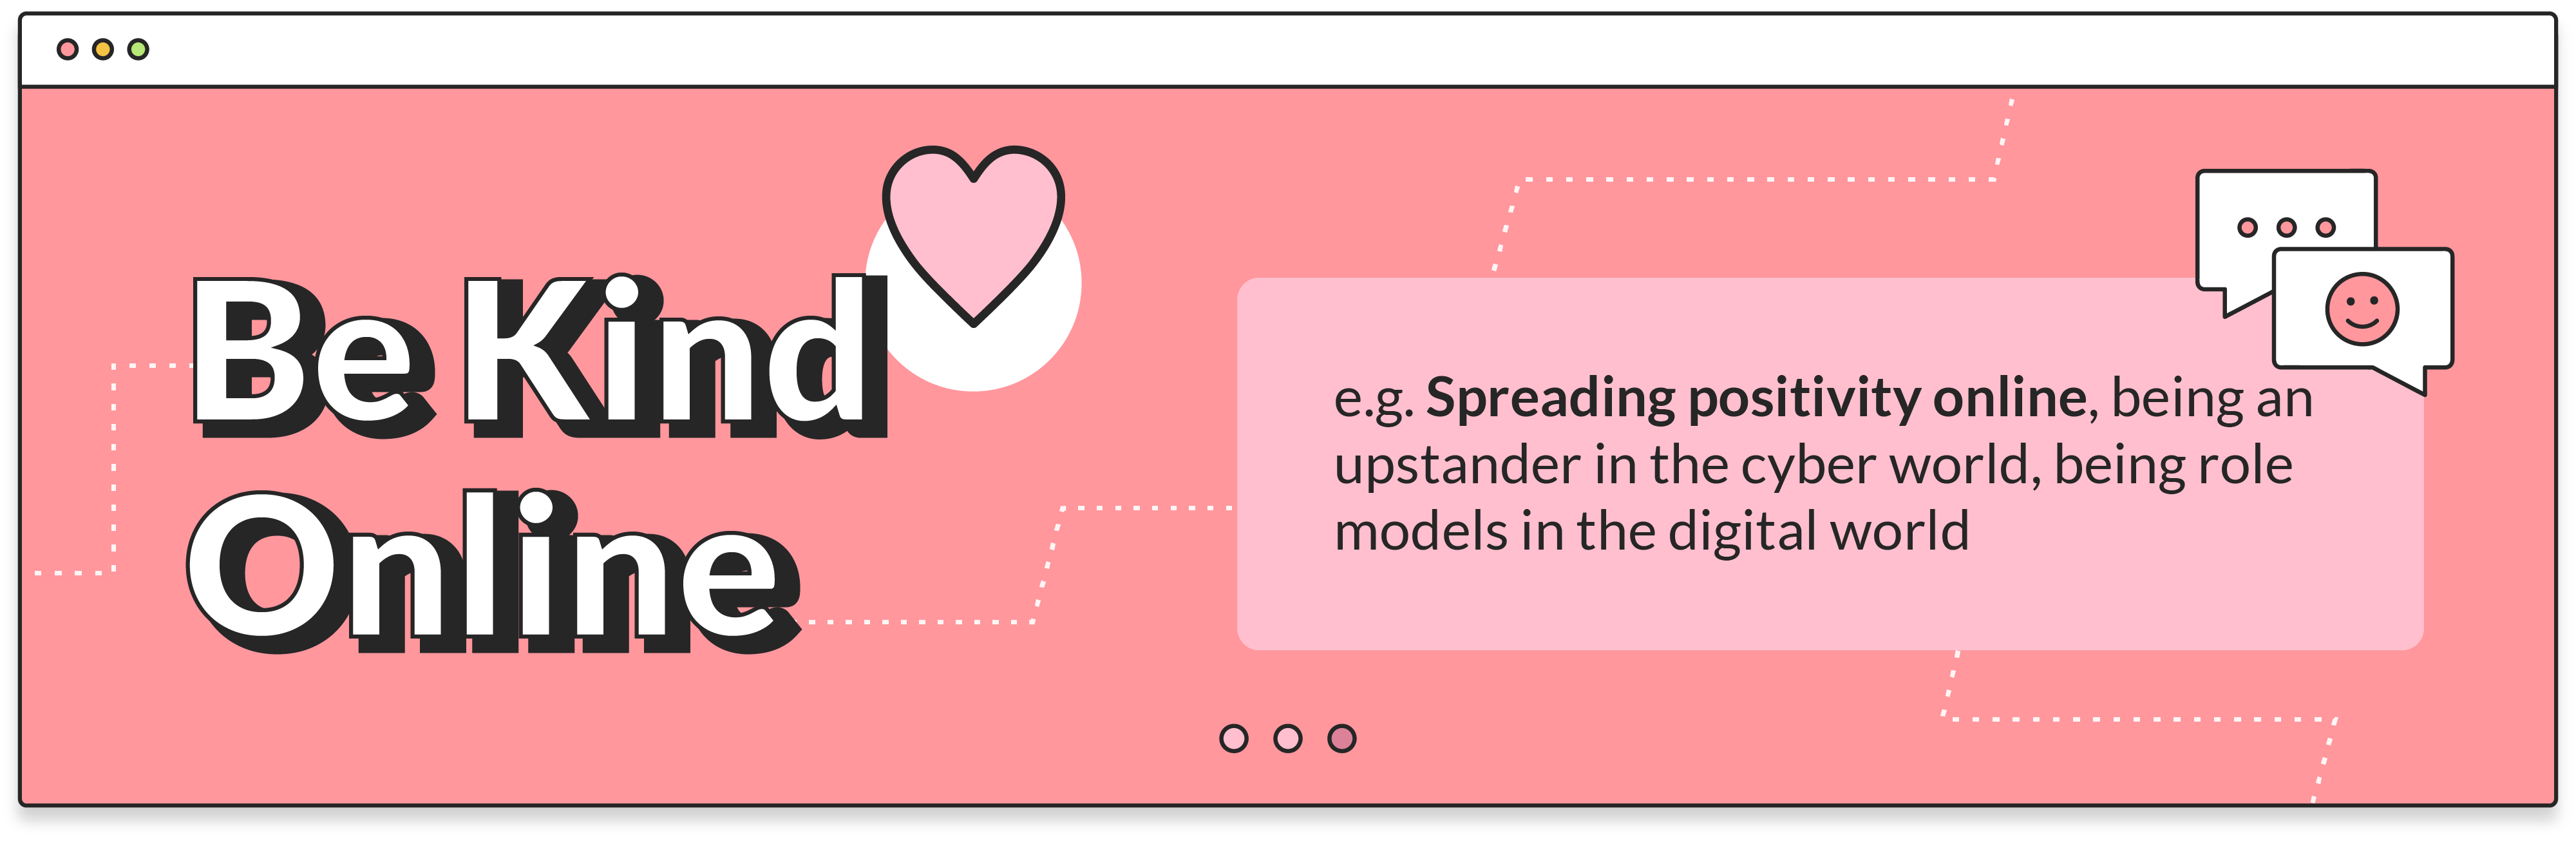 Be Kind
Online
e.g. Spreading positivity online, being an
upstander in the cyber world, being role
models in the digital world